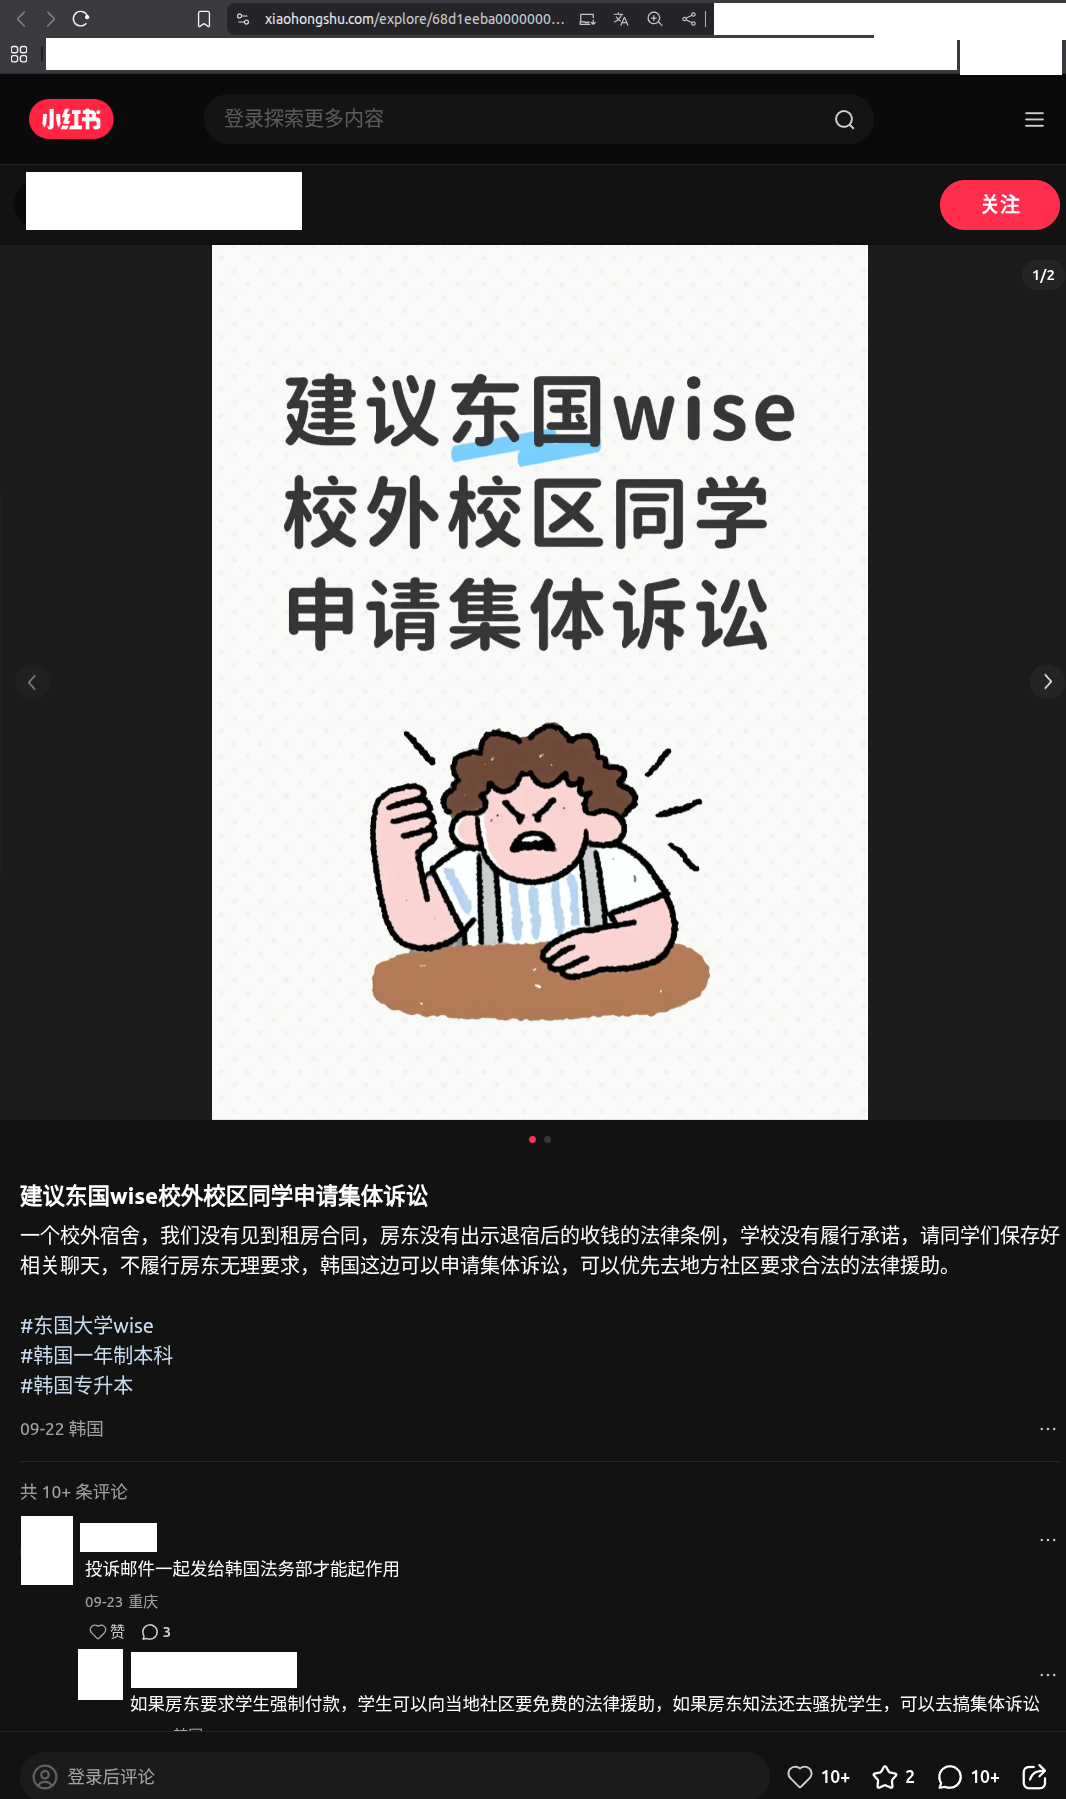 xiaohongshu.com/explore/68d1eeba0000000...
小红书
登录探索更多内容
关注
1/2
建议东国wise
校外校区同学
申请集体诉讼
建议东国wise校外校区同学申请集体诉讼
一个校外宿舍，我们没有见到租房合同，房东没有出示退宿后的收钱的法律条例，学校没有履行承诺，请同学们保存好
相关聊天，不履行房东无理要求，韩国这边可以申请集体诉讼，可以优先去地方社区要求合法的法律援助。
#东国大学wise
#韩国一年制本科
#韩国专升本
09-22 韩国
共 10+ 条评论
投诉邮件一起发给韩国法务部才能起作用
09-23 重庆
赞 3
如果房东要求学生强制付款，学生可以向当地社区要免费的法律援助，如果房东知法还去骚扰学生，可以去搞集体诉讼
登录后评论 10+ 2 10+